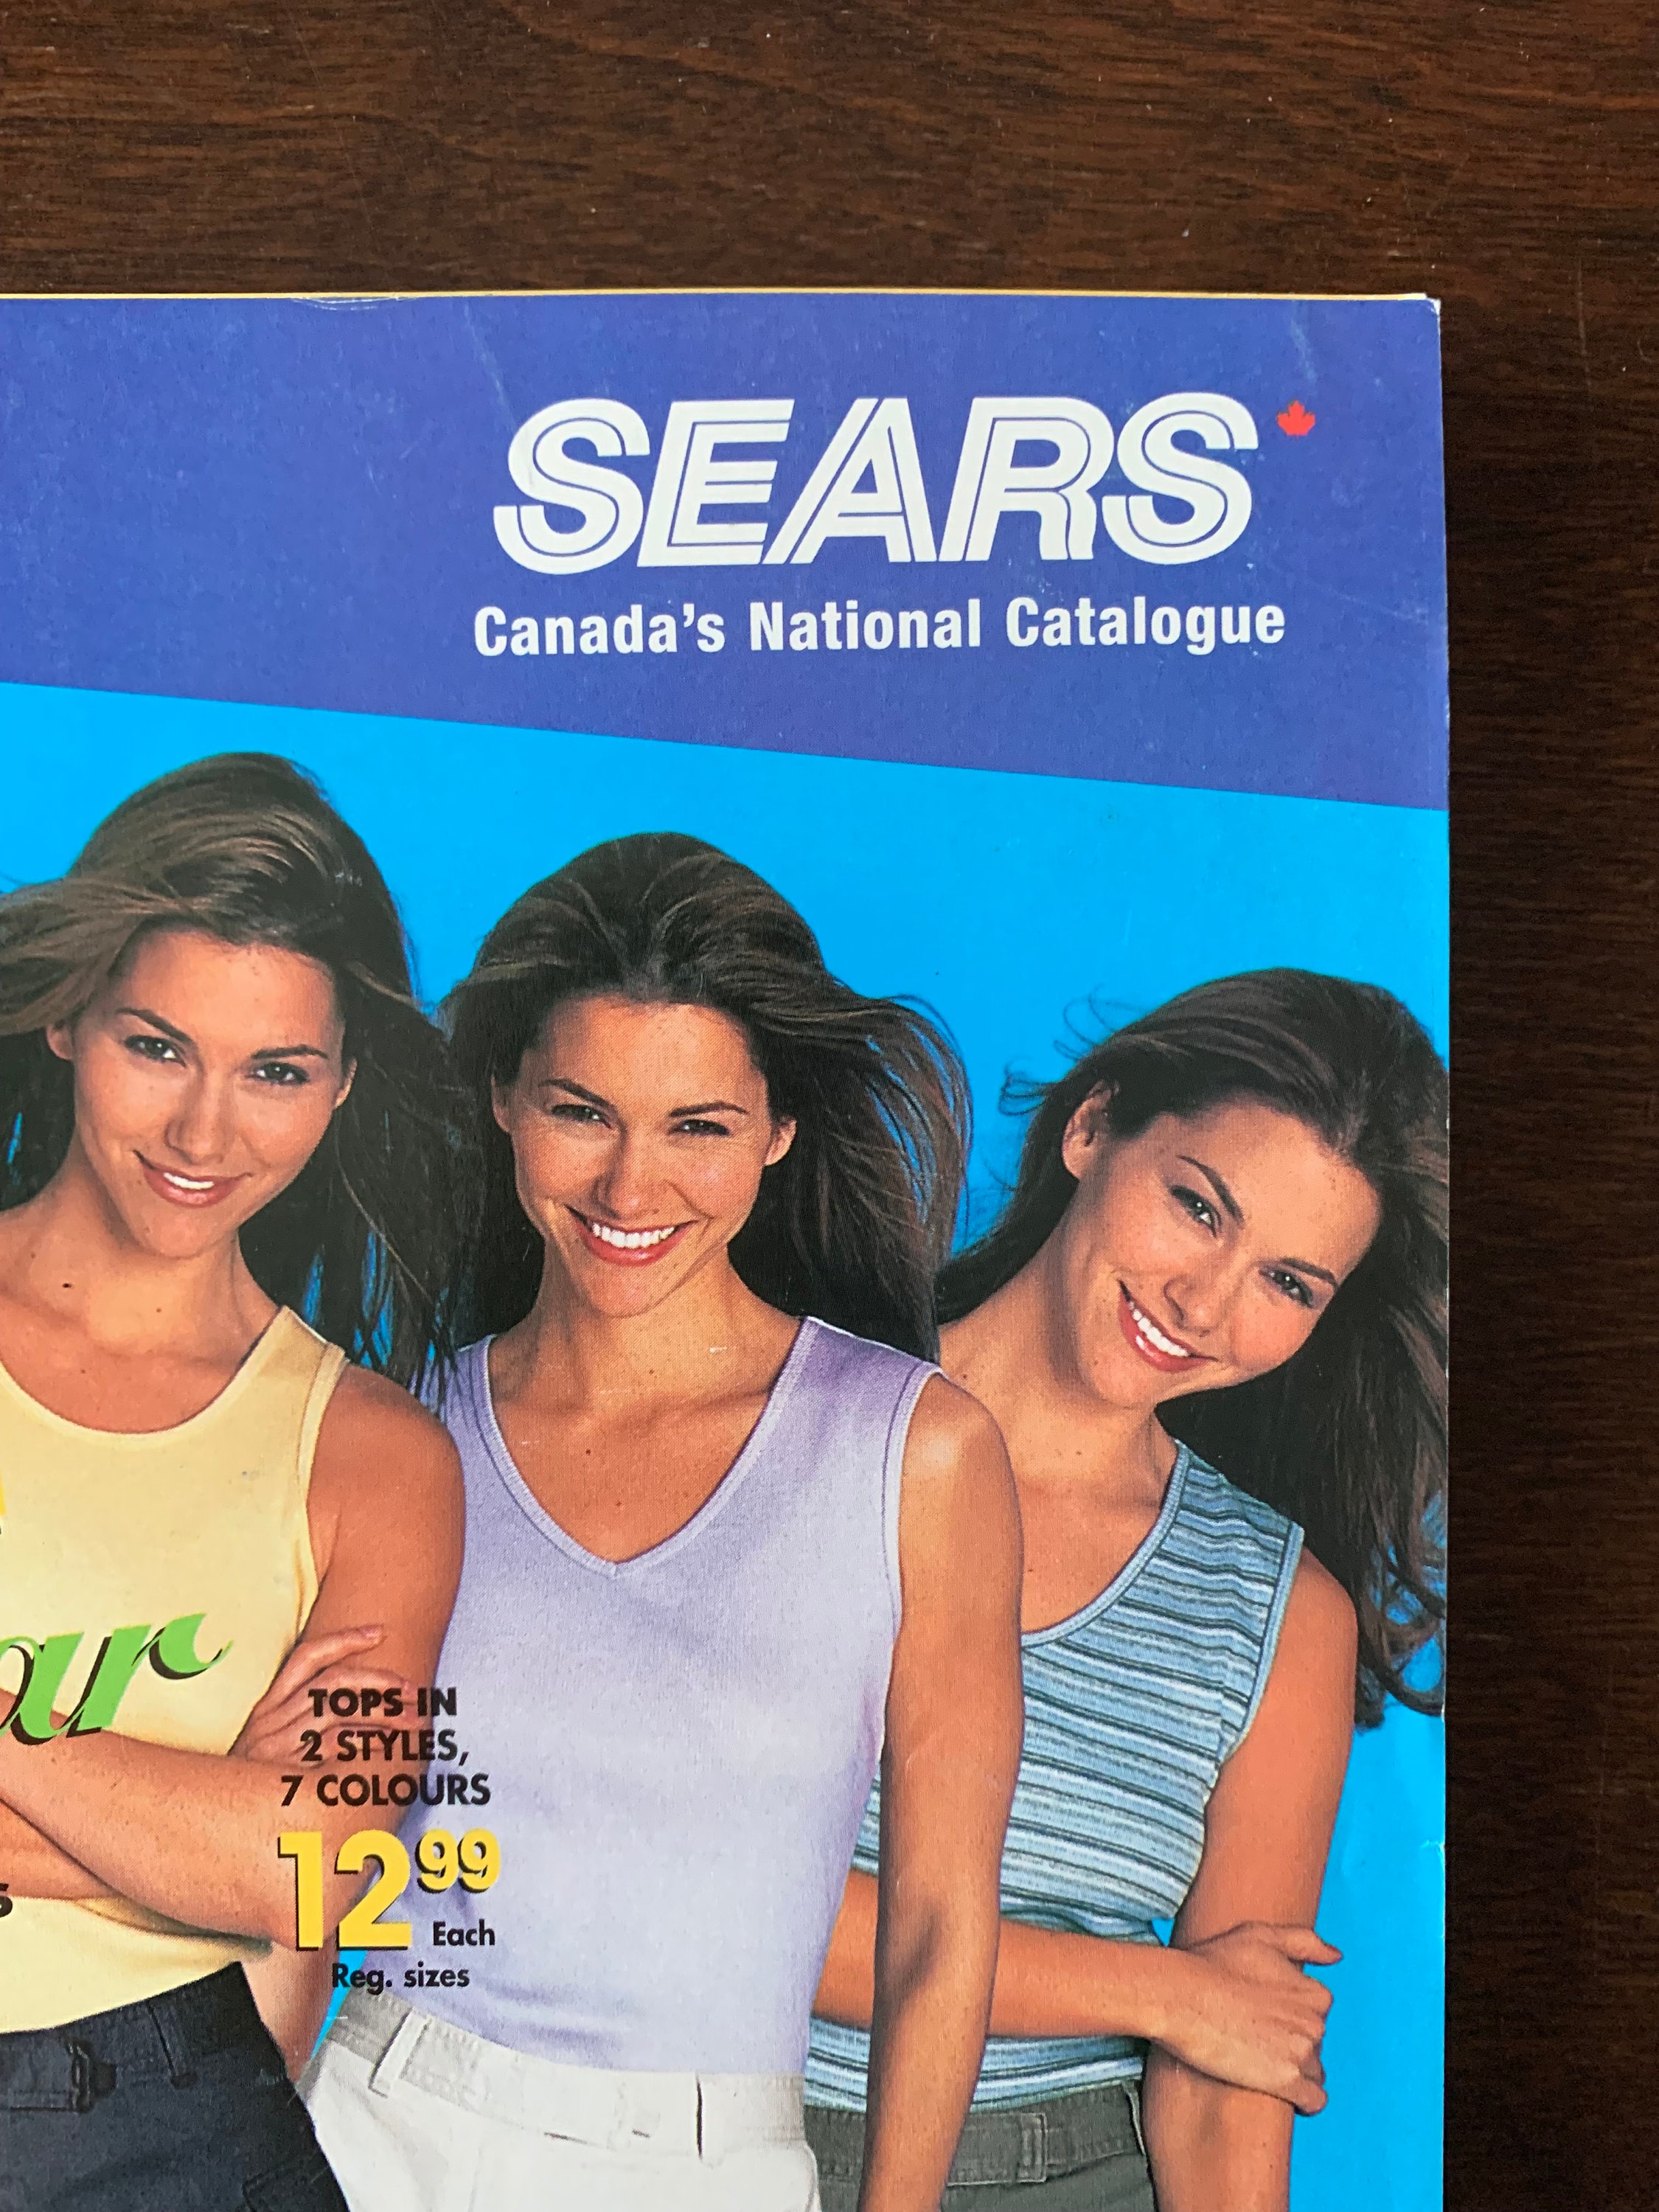 SEARS
Canada's National Catalogue
TOPS IN
2 STYLES,
7 COLOURS
12.99
Each
Reg. sizes